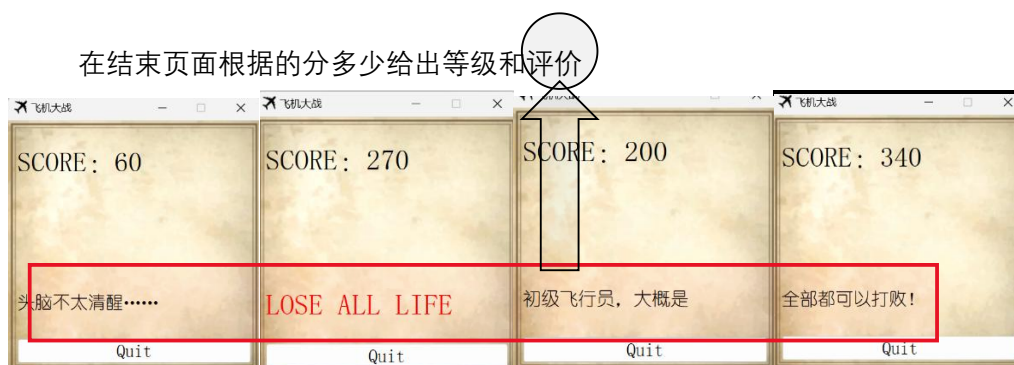 在结束页面根据的分多少给出等级和评价
飞机大战
SCORE: 60
头脑不太清醒……
Quit
飞机大战
SCORE: 270
LOSE ALL LIFE
Quit
SCORE: 200
初级飞行员，大概是
Quit
飞机大战
SCORE: 340
全部都可以打败！
Quit